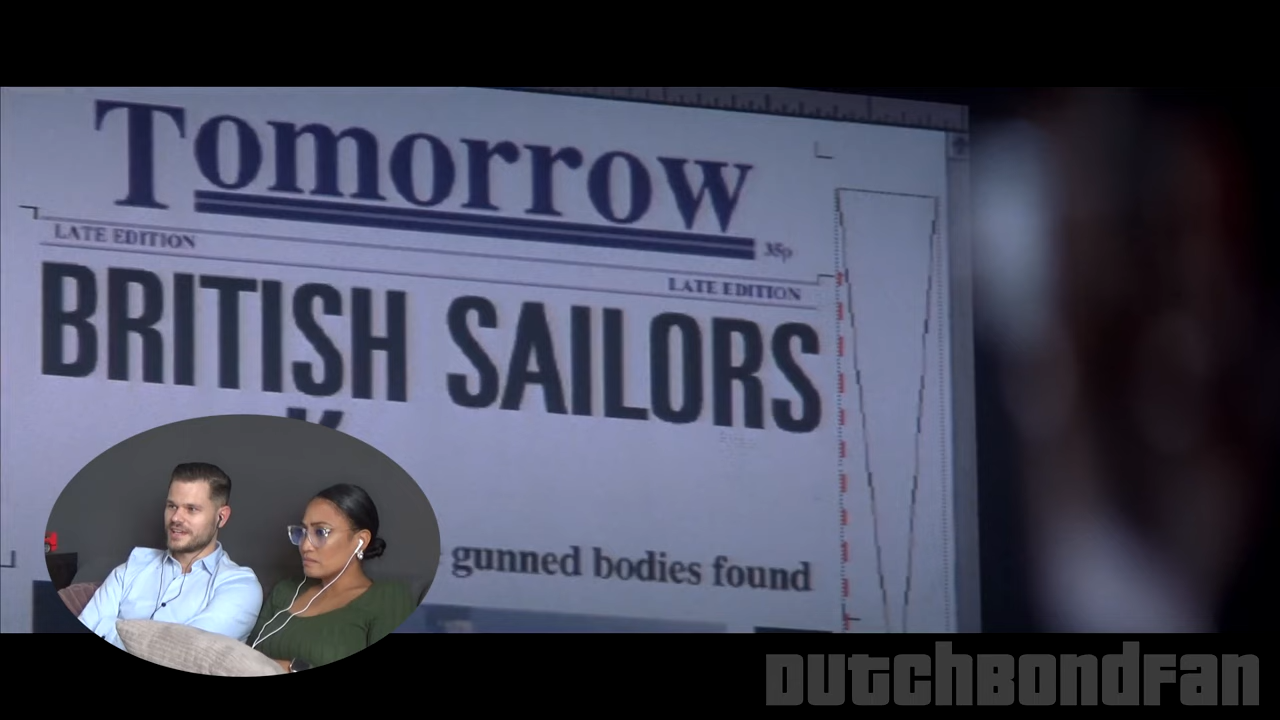 Tomorrow
35p
LATE EDITION
LATE EDITION
BRITISH SAILORS
gunned bodies found
DUTCHBONDFAN